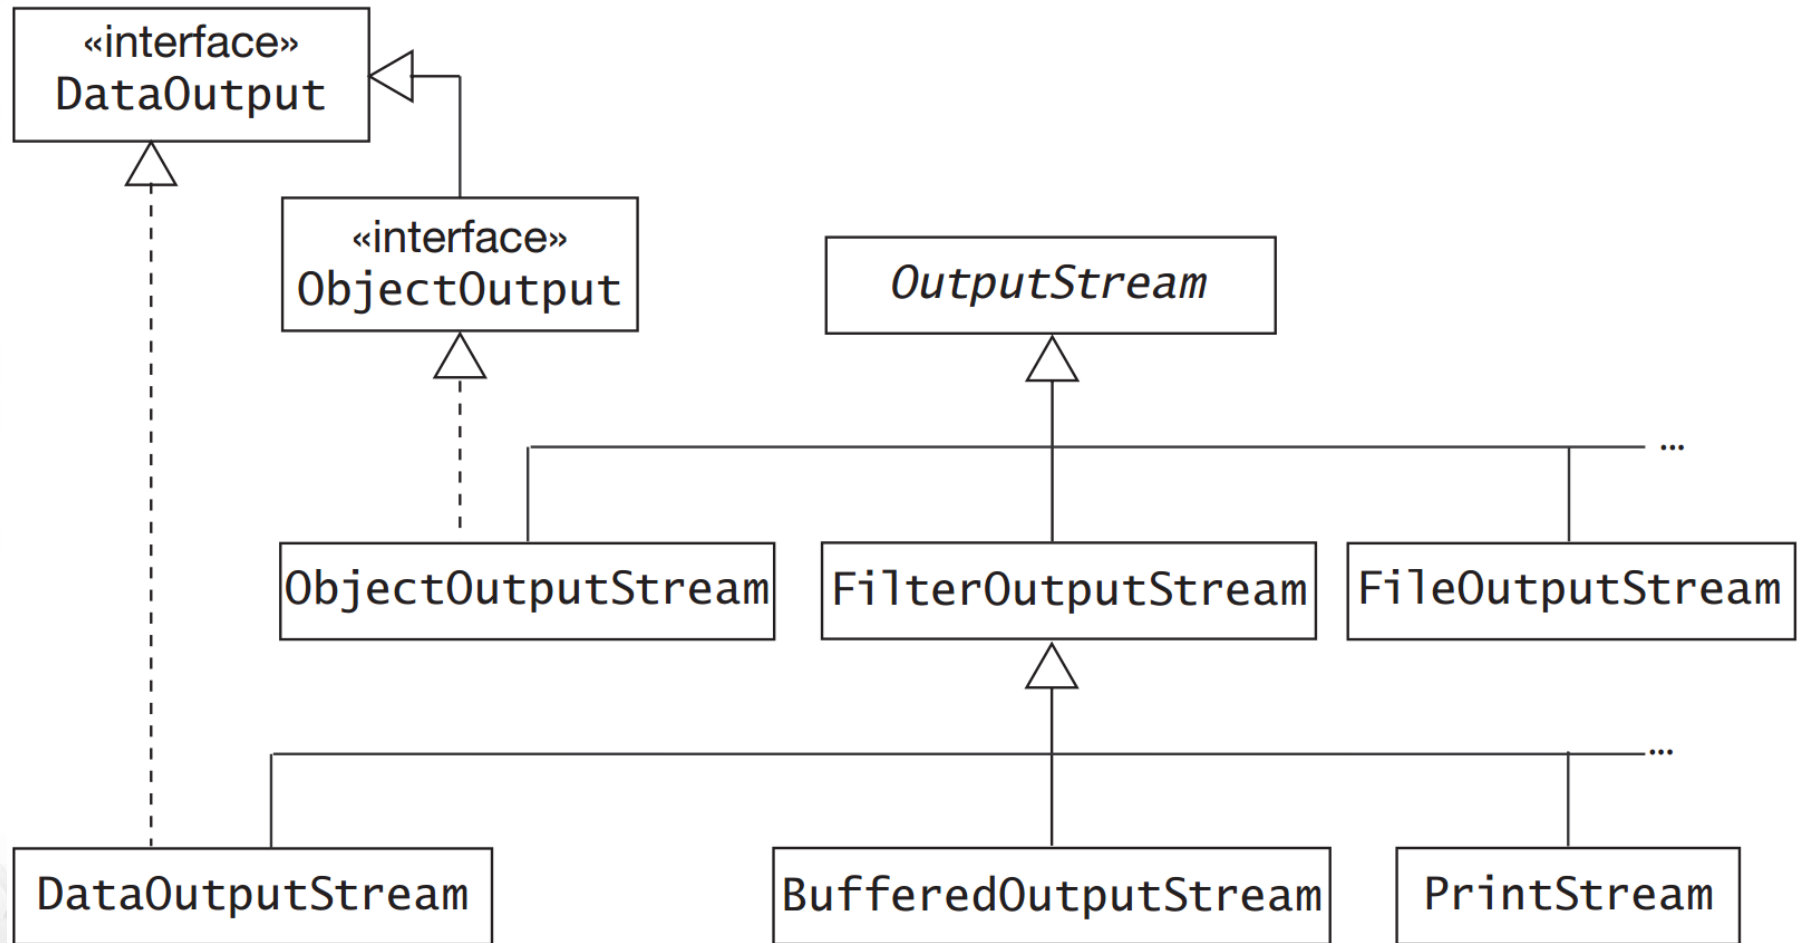 «interface»
DataOutput
«interface»
ObjectOutput
OutputStream
...
ObjectOutputStream
FilterOutputStream
FileOutputStream
...
DataOutputStream
BufferedOutputStream
PrintStream